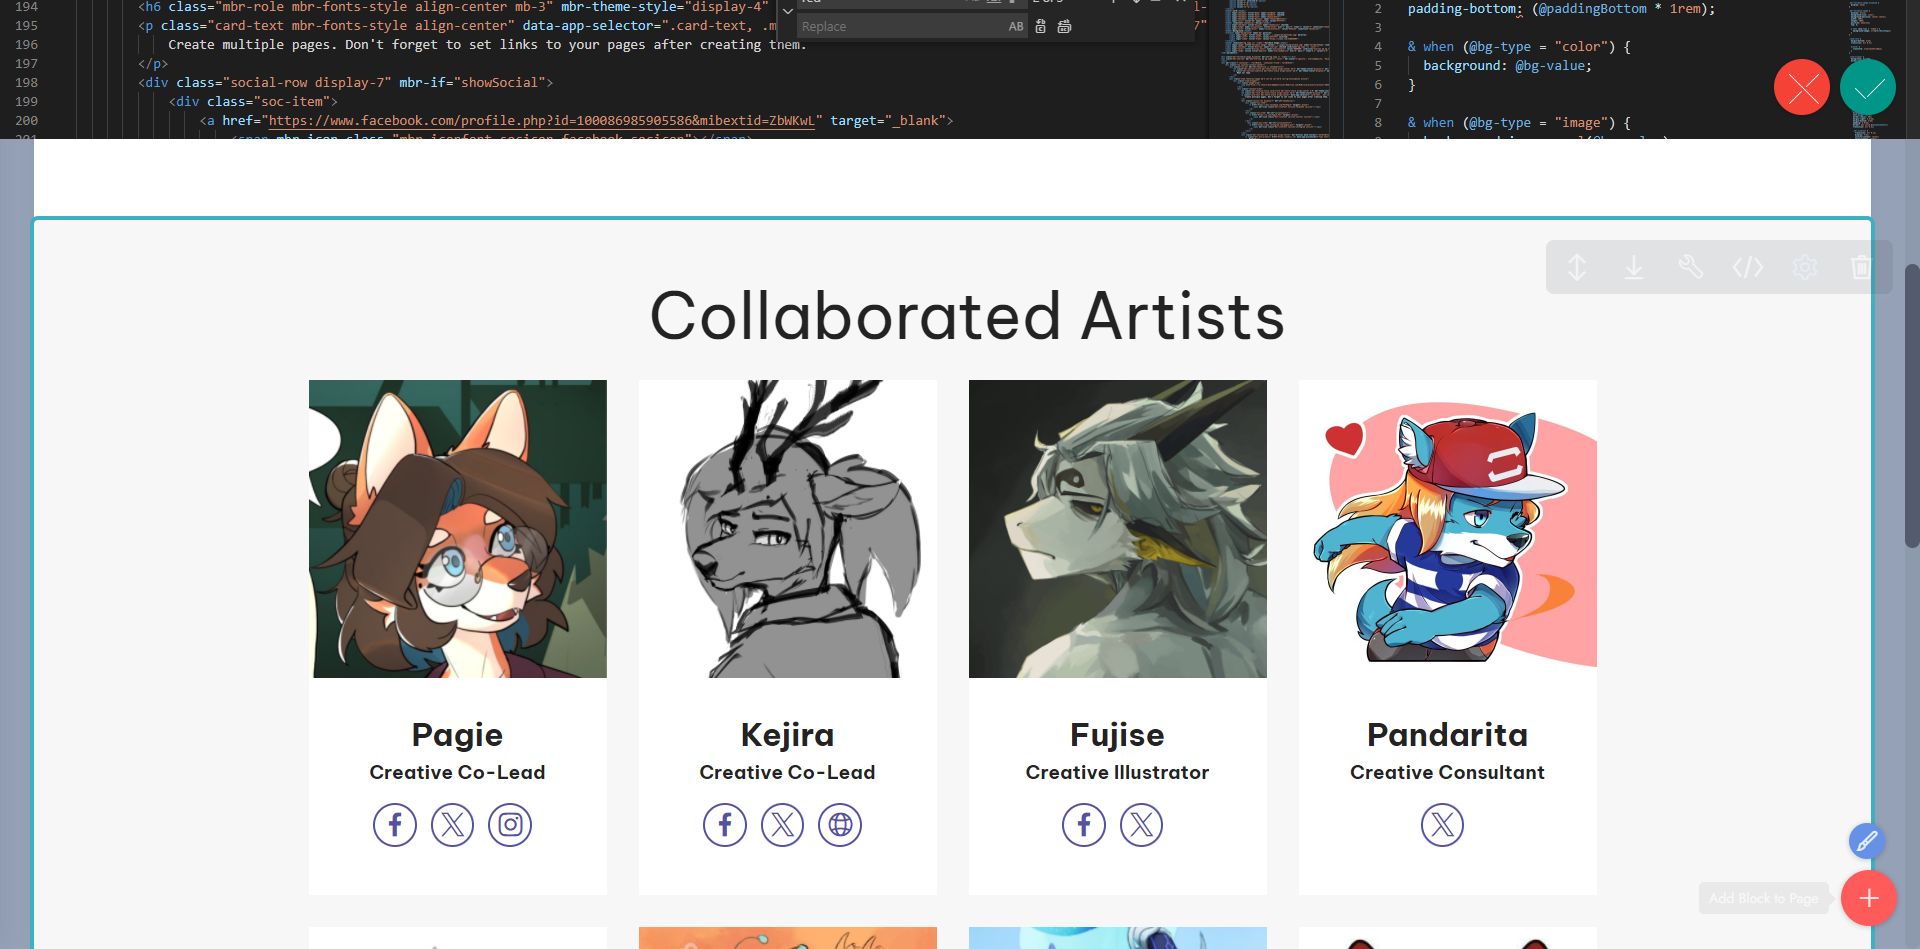 194 <h6 class="mbr-role mbr-fonts-style align-center mb-3" mbr-theme-style="display-4"
195 <p class="card-text mbr-fonts-style align-center" data-app-selector=".card-text, .m
196 Create multiple pages. Don't forget to set links to your pages after creating them.
197 </p>
198 <div class="social-row display-7" mbr-if="showSocial">
199 <div class="soc-item">
200 <a href="https://www.facebook.com/profile.php?id=100086985905586&mibextid=ZbWKwL" target="_blank">
Replace AB
2 padding-bottom: (@paddingBottom * 1rem);
3
4 & when (@bg-type = "color") {
5 background: @bg-value;
6 }
7
8 & when (@bg-type = "image") {
Collaborated Artists
Pagie
Creative Co-Lead
Kejira
Creative Co-Lead
Fujise
Creative Illustrator
Pandarita
Creative Consultant
Add Block to Page